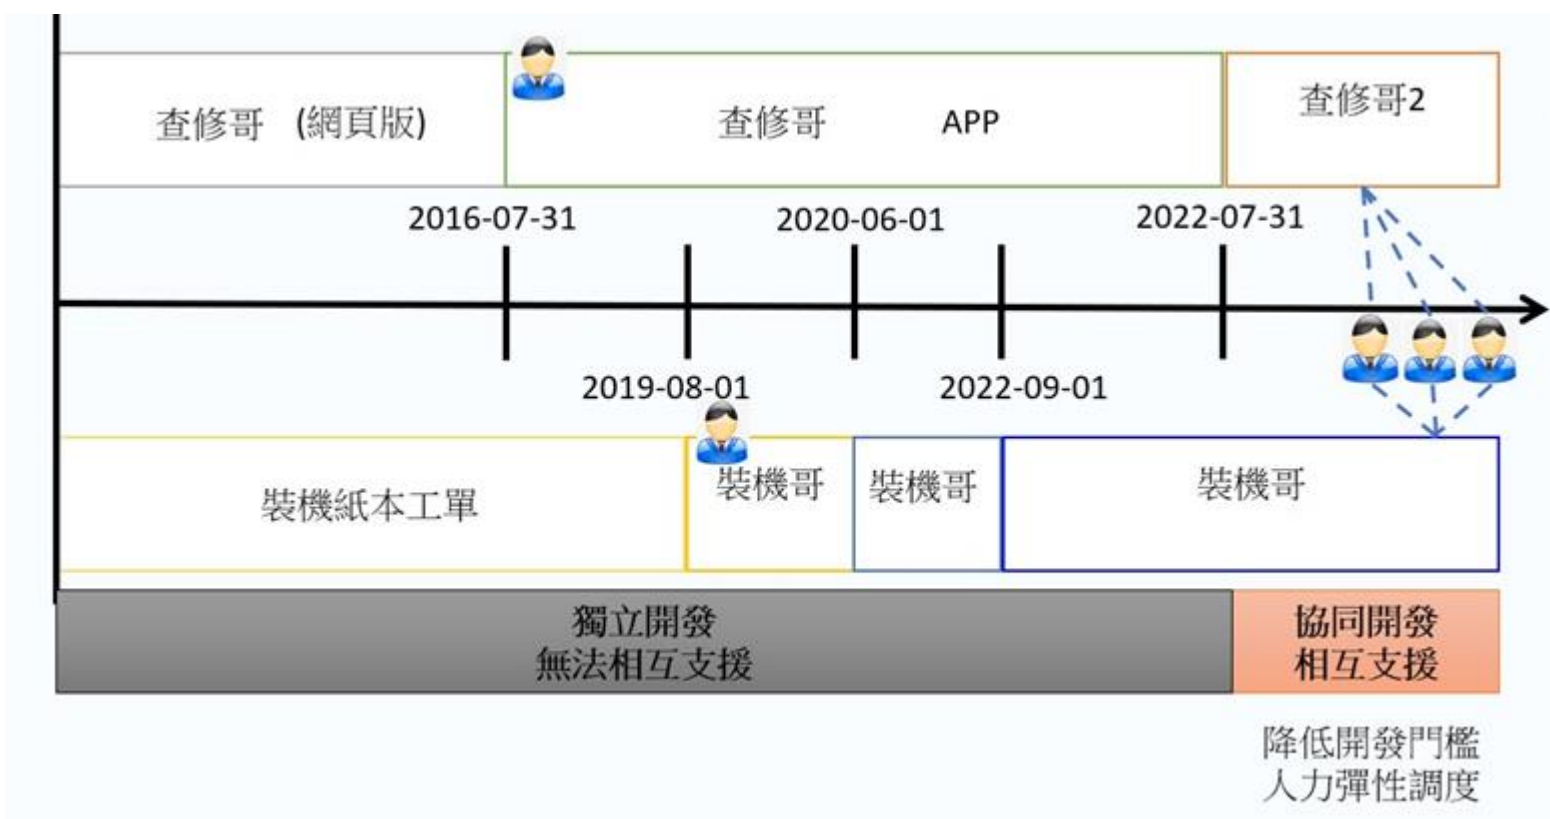 查修哥 (網頁版)
查修哥 APP
查修哥2
2016-07-31
2020-06-01
2022-07-31
2019-08-01
2022-09-01
裝機紙本工單
裝機哥
裝機哥
裝機哥
獨立開發
無法相互支援
協同開發
相互支援
降低開發門檻
人力彈性調度